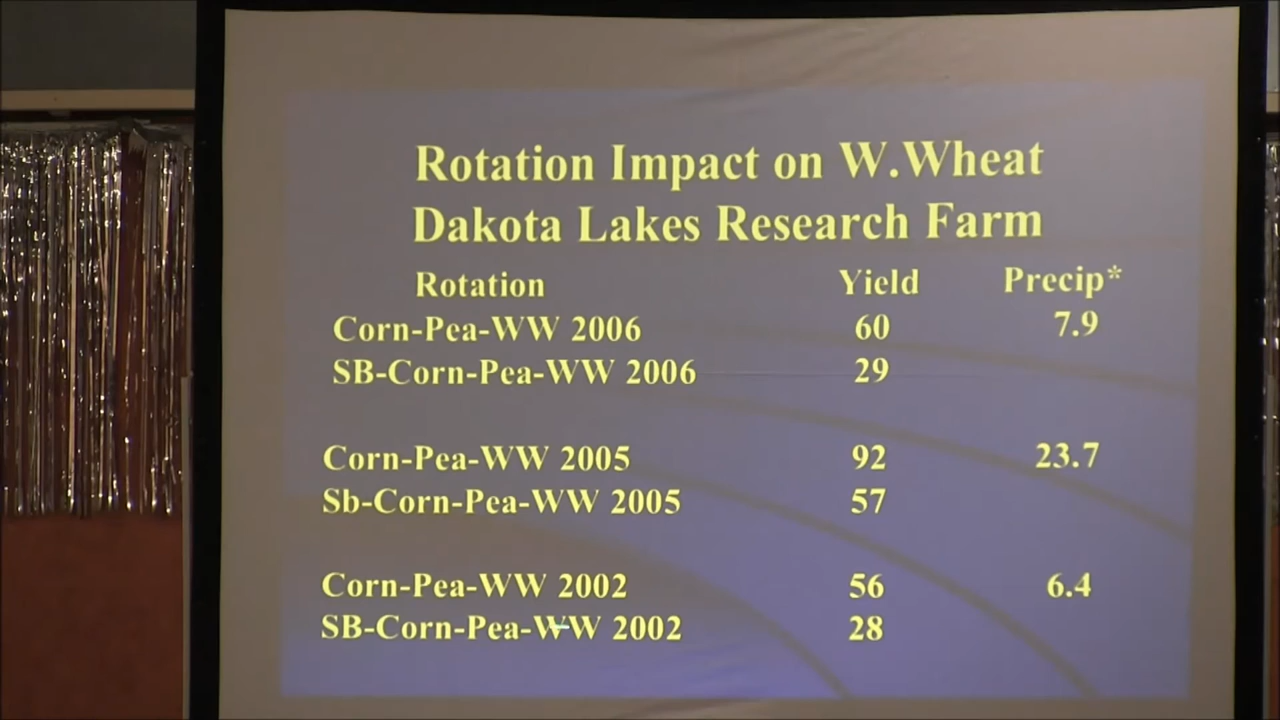 Rotation Impact on W.Wheat
Dakota Lakes Research Farm
Rotation Yield Precip*
Corn-Pea-WW 2006 60 7.9
SB-Corn-Pea-WW 2006 29
Corn-Pea-WW 2005 92 23.7
Sb-Corn-Pea-WW 2005 57
Corn-Pea-WW 2002 56 6.4
SB-Corn-Pea-WW 2002 28